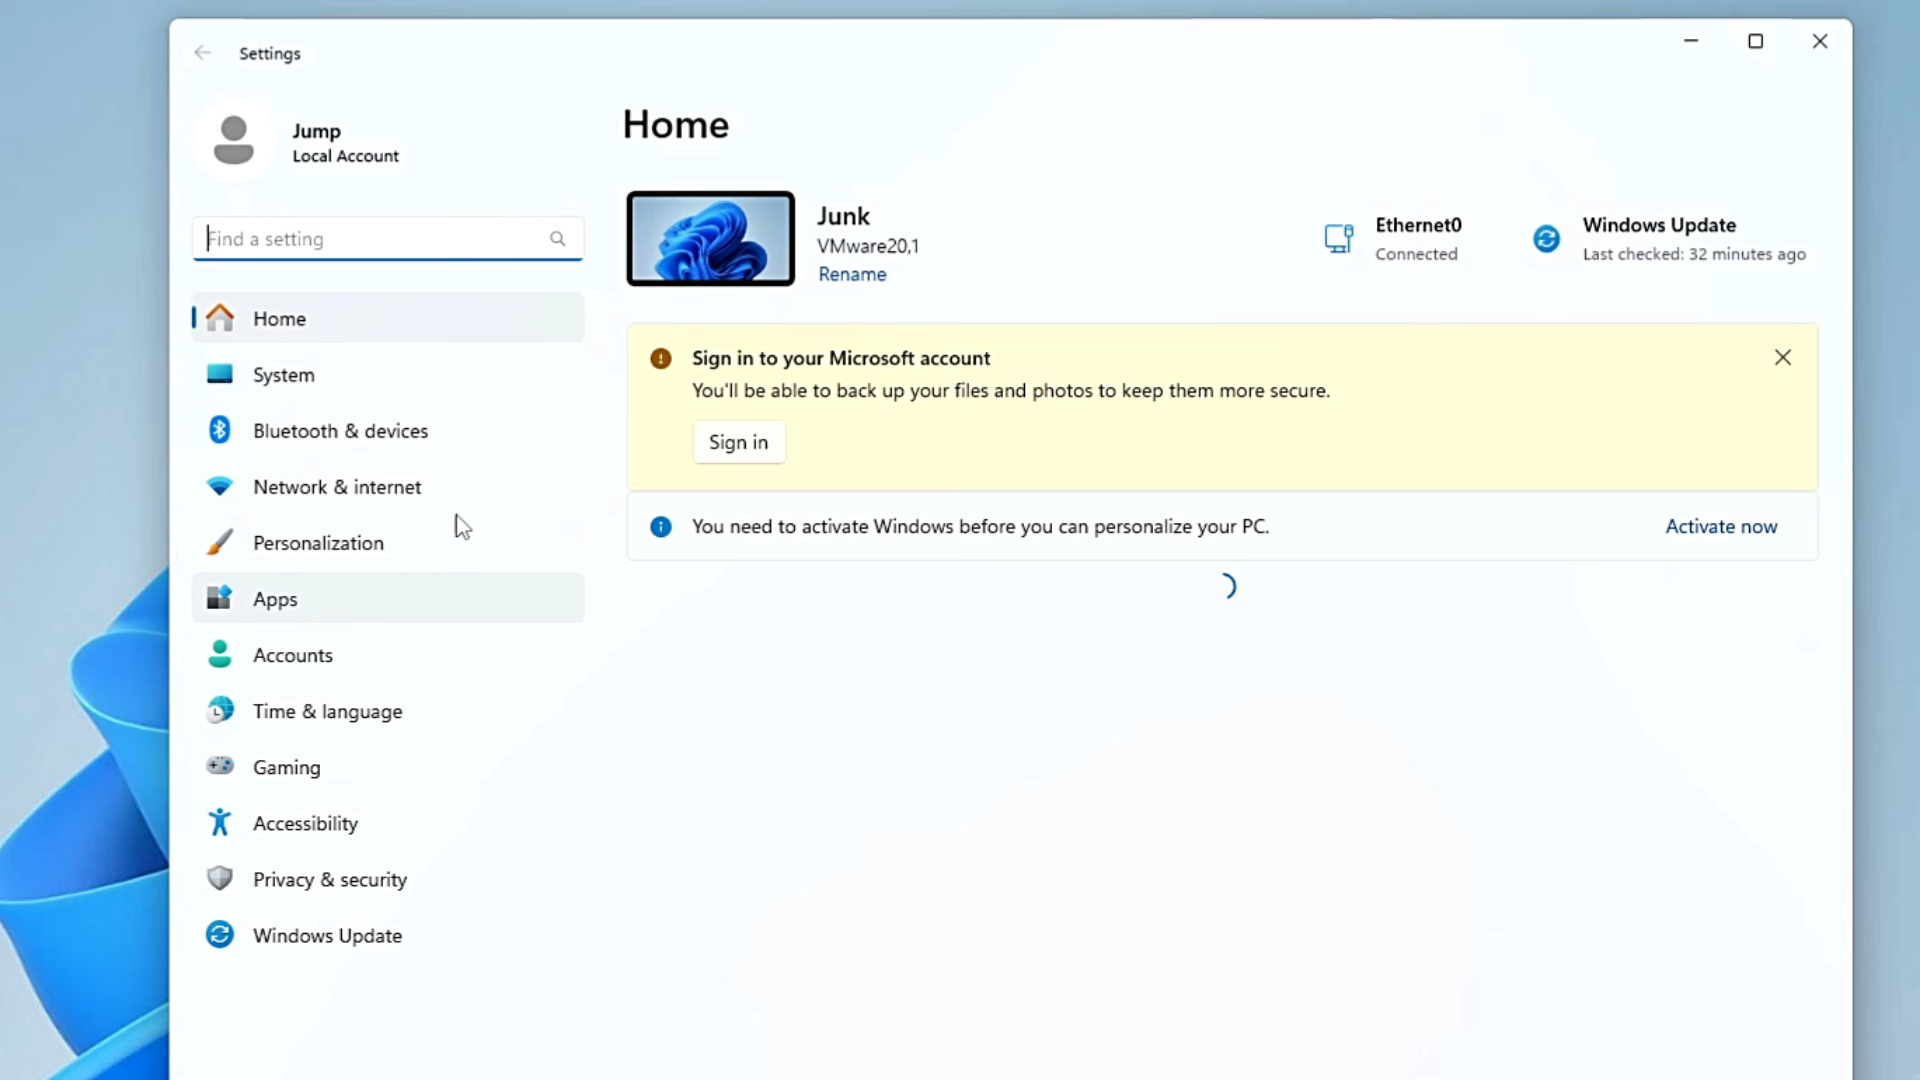 Settings
Jump
Local Account
Find a setting
Home
System
Bluetooth & devices
Network & internet
Personalization
Apps
Accounts
Time & language
Gaming
Accessibility
Privacy & security
Windows Update
Home
Junk
VMware20,1
Rename
Ethernet0
Connected
Windows Update
Last checked: 32 minutes ago
Sign in to your Microsoft account
You'll be able to back up your files and photos to keep them more secure.
Sign in
You need to activate Windows before you can personalize your PC.
Activate now